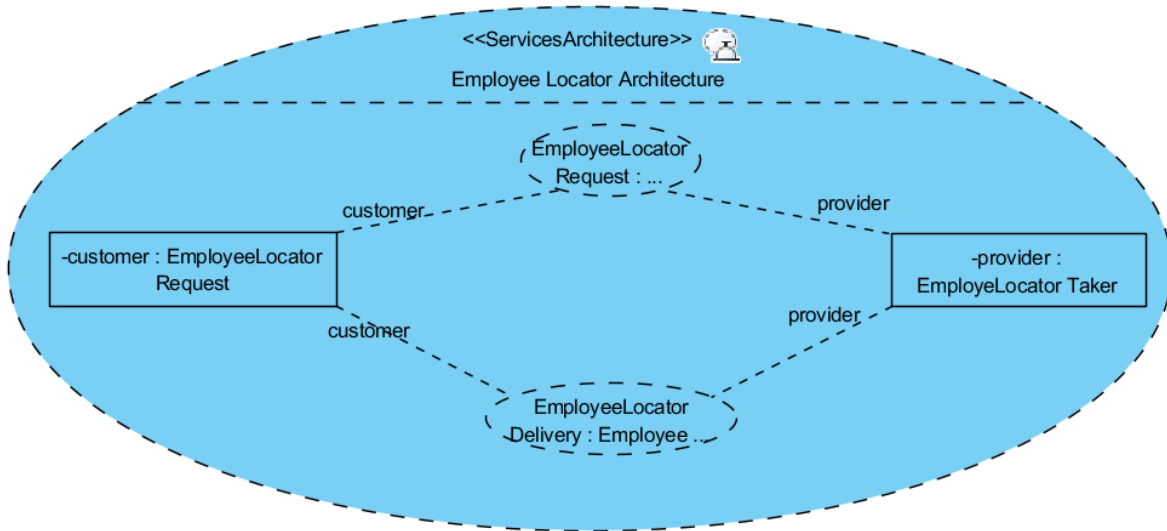 <<ServicesArchitecture>>
Employee Locator Architecture
EmployeeLocator
Request : ...
customer
provider
-customer : EmployeeLocator
Request
-provider :
EmployeLocator Taker
customer
provider
EmployeeLocator
Delivery : Employee ...